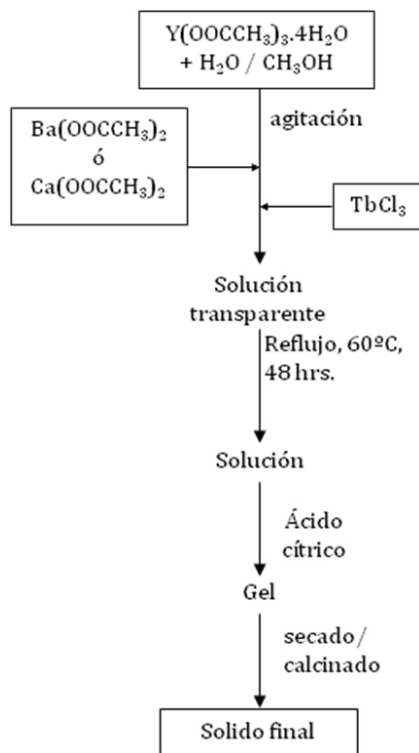 Y(OOCCH₃)₃.4H₂O
+ H₂O / CH₃OH
agitación
Ba(OOCCH₃)₂
ó
Ca(OOCCH₃)₂
TbCl₃
Solución
transparente
Reflujo, 60ºC,
48 hrs.
Solución
Ácido
cítrico
Gel
secado/
calcinado
Solido final